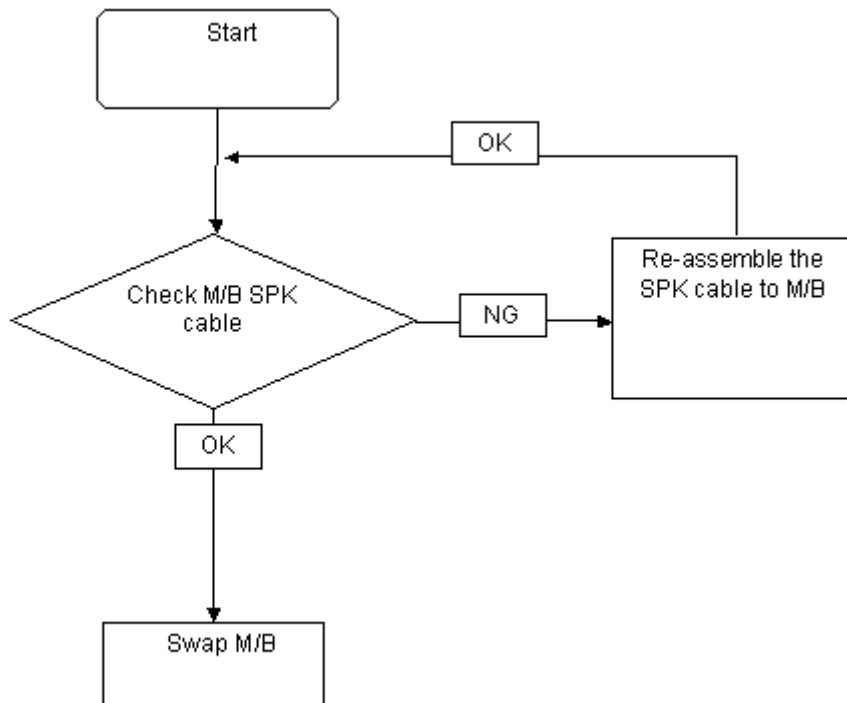 Start
OK
Check M/B SPK
cable
NG
Re-assemble the
SPK cable to M/B
OK
Swap M/B